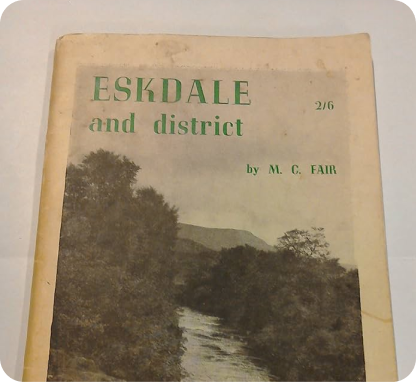 ESKDALE
2/6
and district
by M. C. FAIR